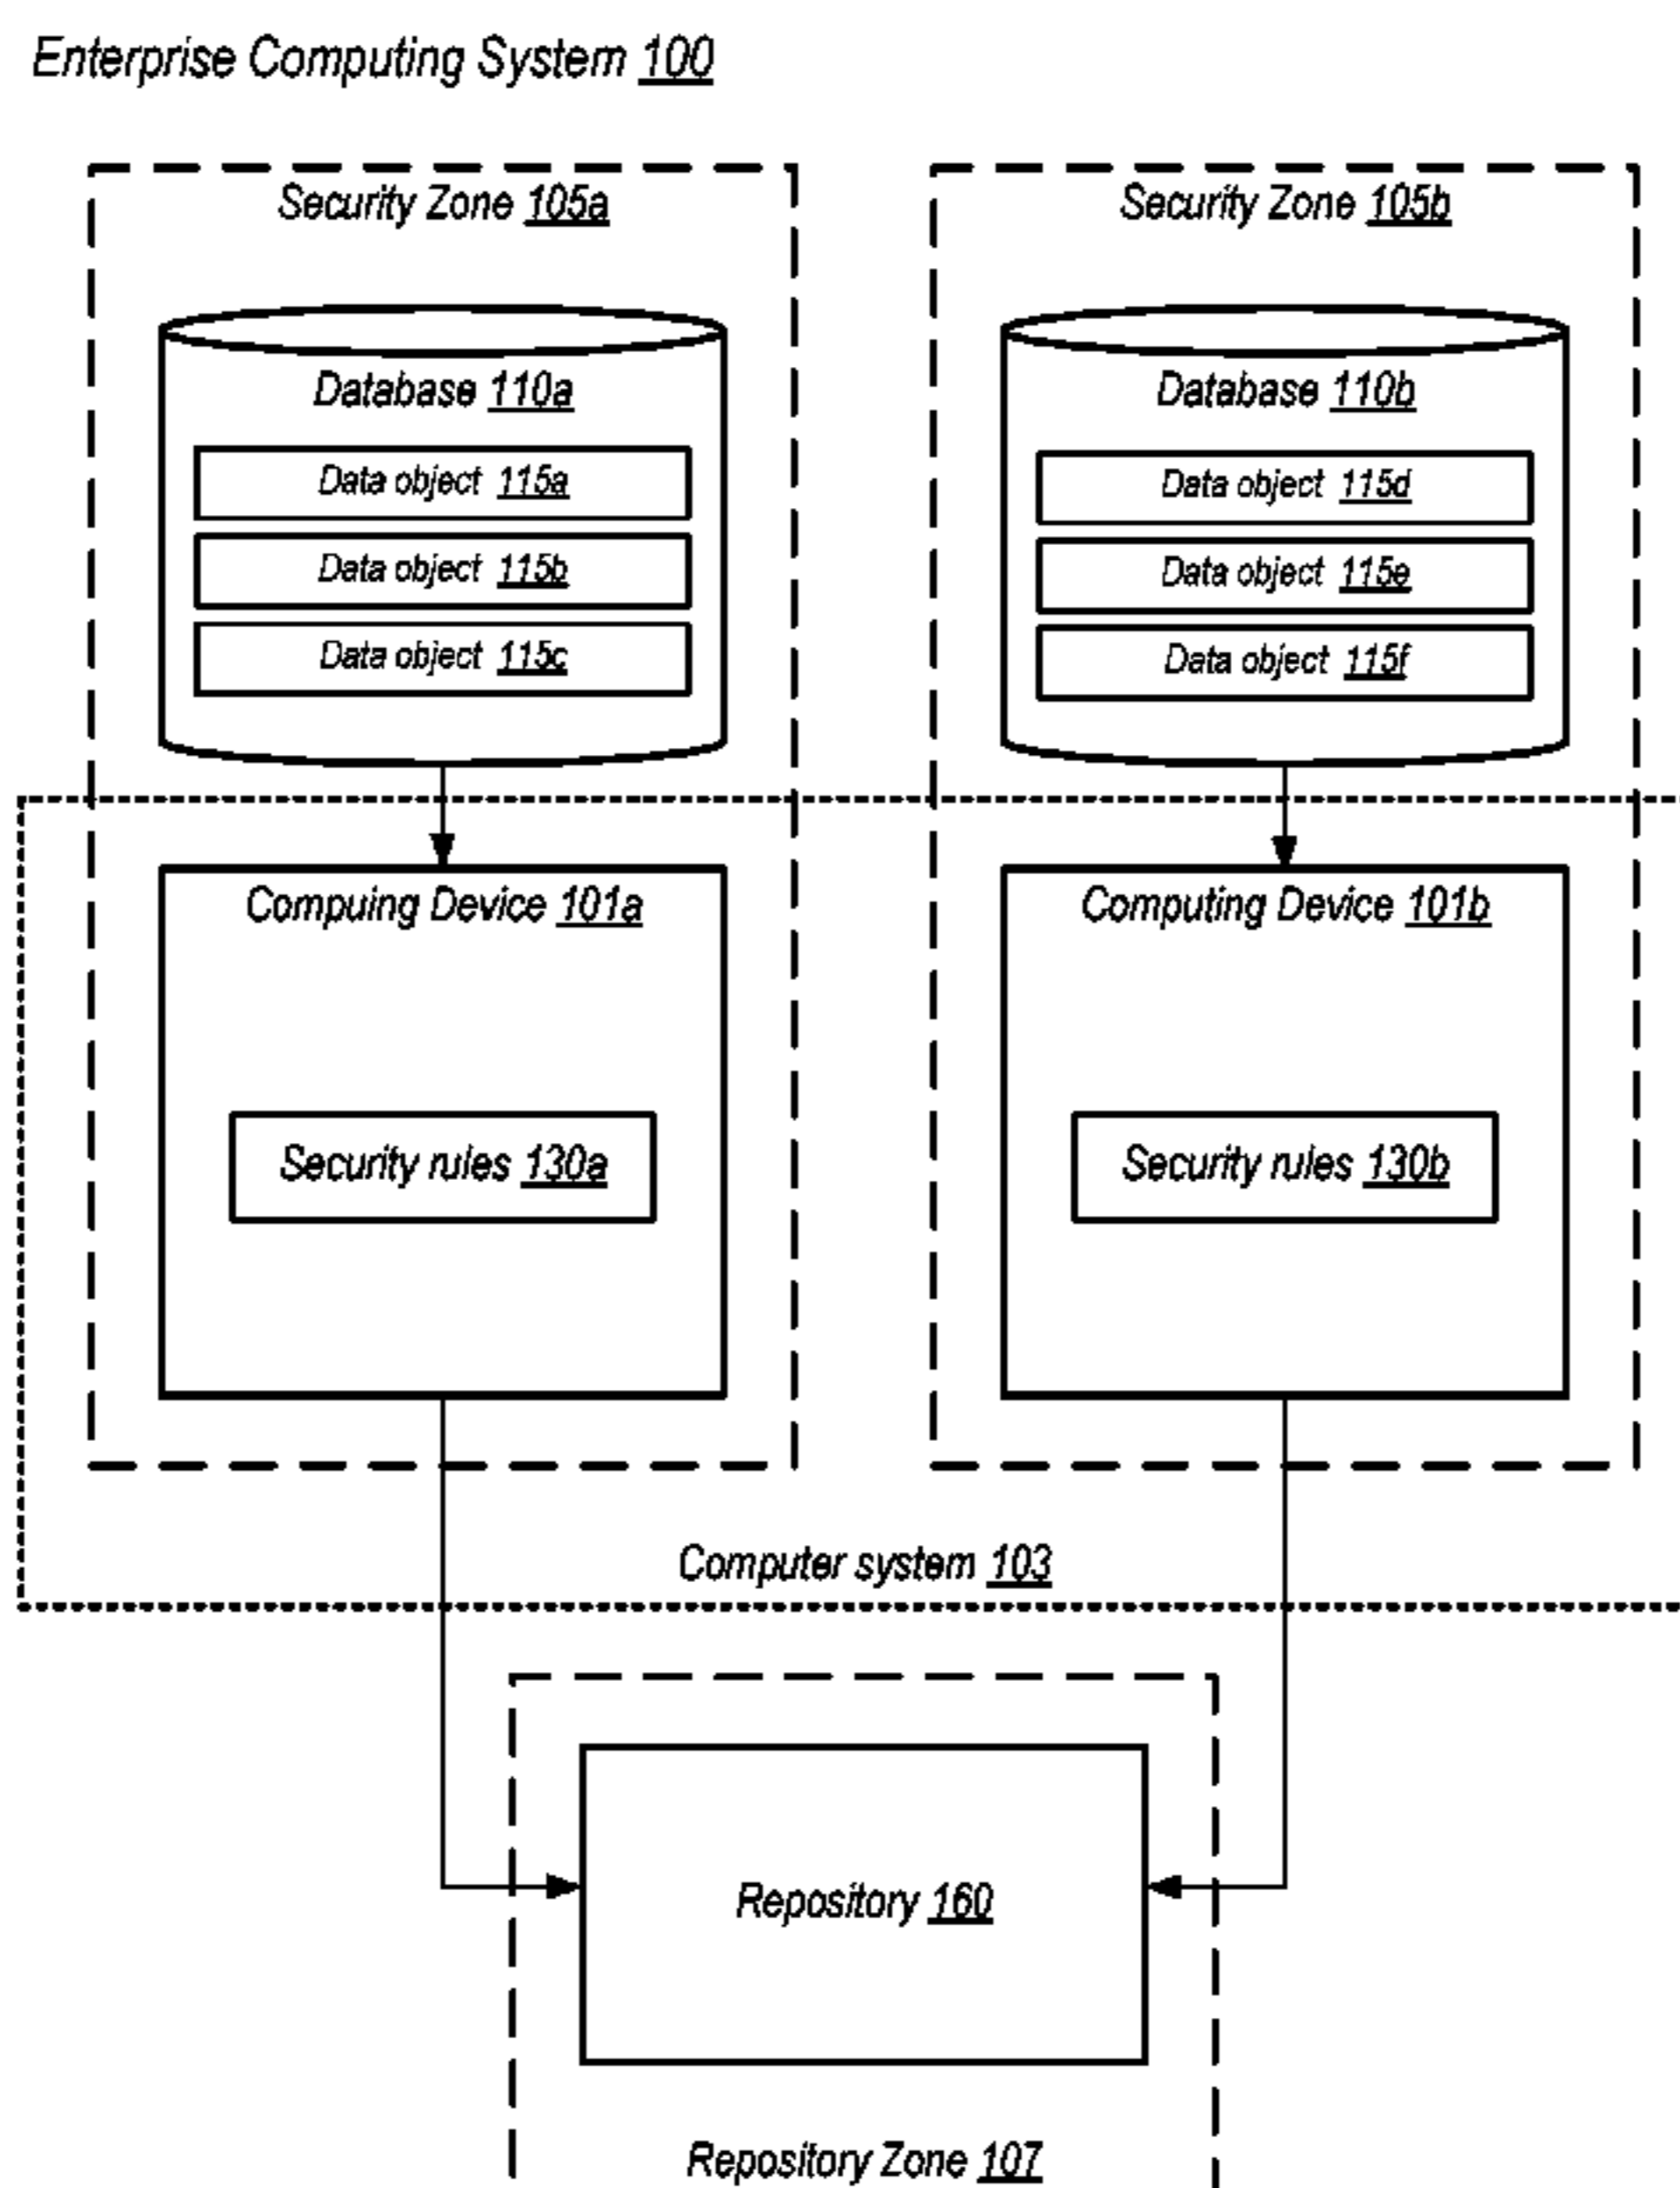 Enterprise Computing System 100
Security Zone 105a
Database 110a
Data object 115a
Data object 115b
Data object 115c
Compuing Device 101a
Security rules 130a
Security Zone 105b
Database 110b
Data object 115d
Data object 115e
Data object 115f
Computing Device 101b
Security rules 130b
Computer system 103
Repository 160
Repository Zone 107